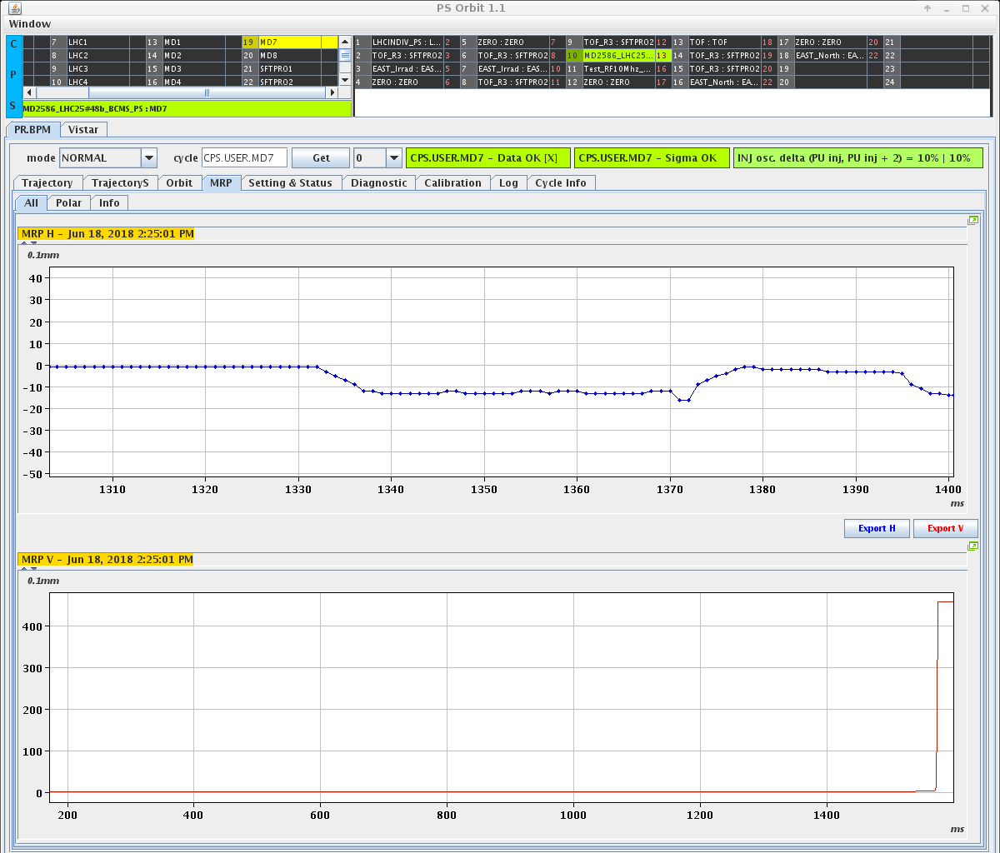 PS Orbit 1.1
Window
C P S
7 LHC1 13 MD1 19 MD7
8 LHC2 14 MD2 20 MD8
9 LHC3 15 MD3 21 SFTPRO1
10 LHC4 16 MD4 22 SFTPRO2
MD2586_LHC25#48b_BCMS_PS : MD7
1 LHCINDIV_PS : L... 2 5 ZERO : ZERO 7 9 TOF_R3 : SFTPRO2 12 13 TOF : TOF 18 17 ZERO : ZERO 20 21
2 TOF_R3 : SFTPRO2 3 6 TOF_R3 : SFTPRO2 8 10 MD2586_LHC25... 13 14 TOF_R3 : SFTPRO2 19 18 EAST_North : EA... 22 22
3 EAST_Irrad : EAS... 5 7 EAST_Irrad : EAS... 10 11 Test_RF10Mhz_... 16 15 TOF_R3 : SFTPRO2 20 19 23
4 ZERO : ZERO 6 8 TOF_R3 : SFTPRO2 11 12 ZERO : ZERO 17 16 EAST_North : EA... 22 20 24
PR.BPM Vistar
mode NORMAL cycle CPS.USER.MD7 Get 0 CPS.USER.MD7 - Data OK [X] CPS.USER.MD7 - Sigma OK INJ osc. delta (PU inj, PU inj + 2) = 10% | 10%
Trajectory TrajectoryS Orbit MRP Setting & Status Diagnostic Calibration Log Cycle Info
All Polar Info
MRP H - Jun 18, 2018 2:25:01 PM
0.1mm
40
30
20
10
0
-10
-20
-30
-40
-50
1310 1320 1330 1340 1350 1360 1370 1380 1390 1400
ms
Export H Export V
MRP V - Jun 18, 2018 2:25:01 PM
0.1mm
400
300
200
100
0
200 400 600 800 1000 1200 1400
ms